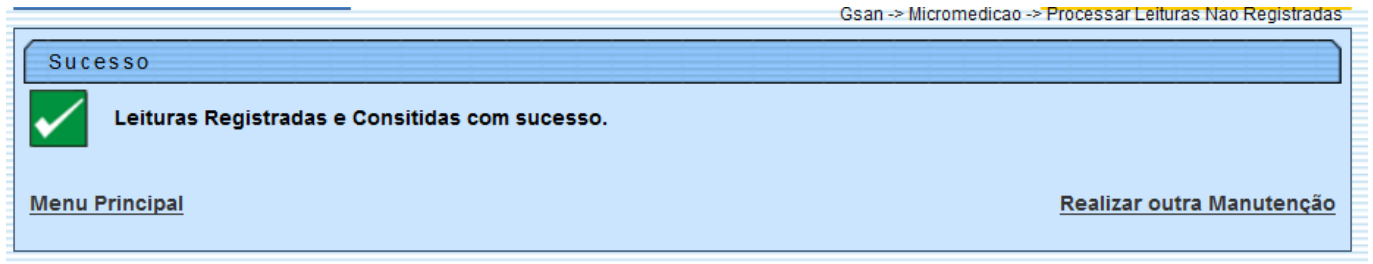 Gsan -> Micromedicao -> Processar Leituras Nao Registradas
Sucesso
Leituras Registradas e Consitidas com sucesso.
Menu Principal
Realizar outra Manutenção